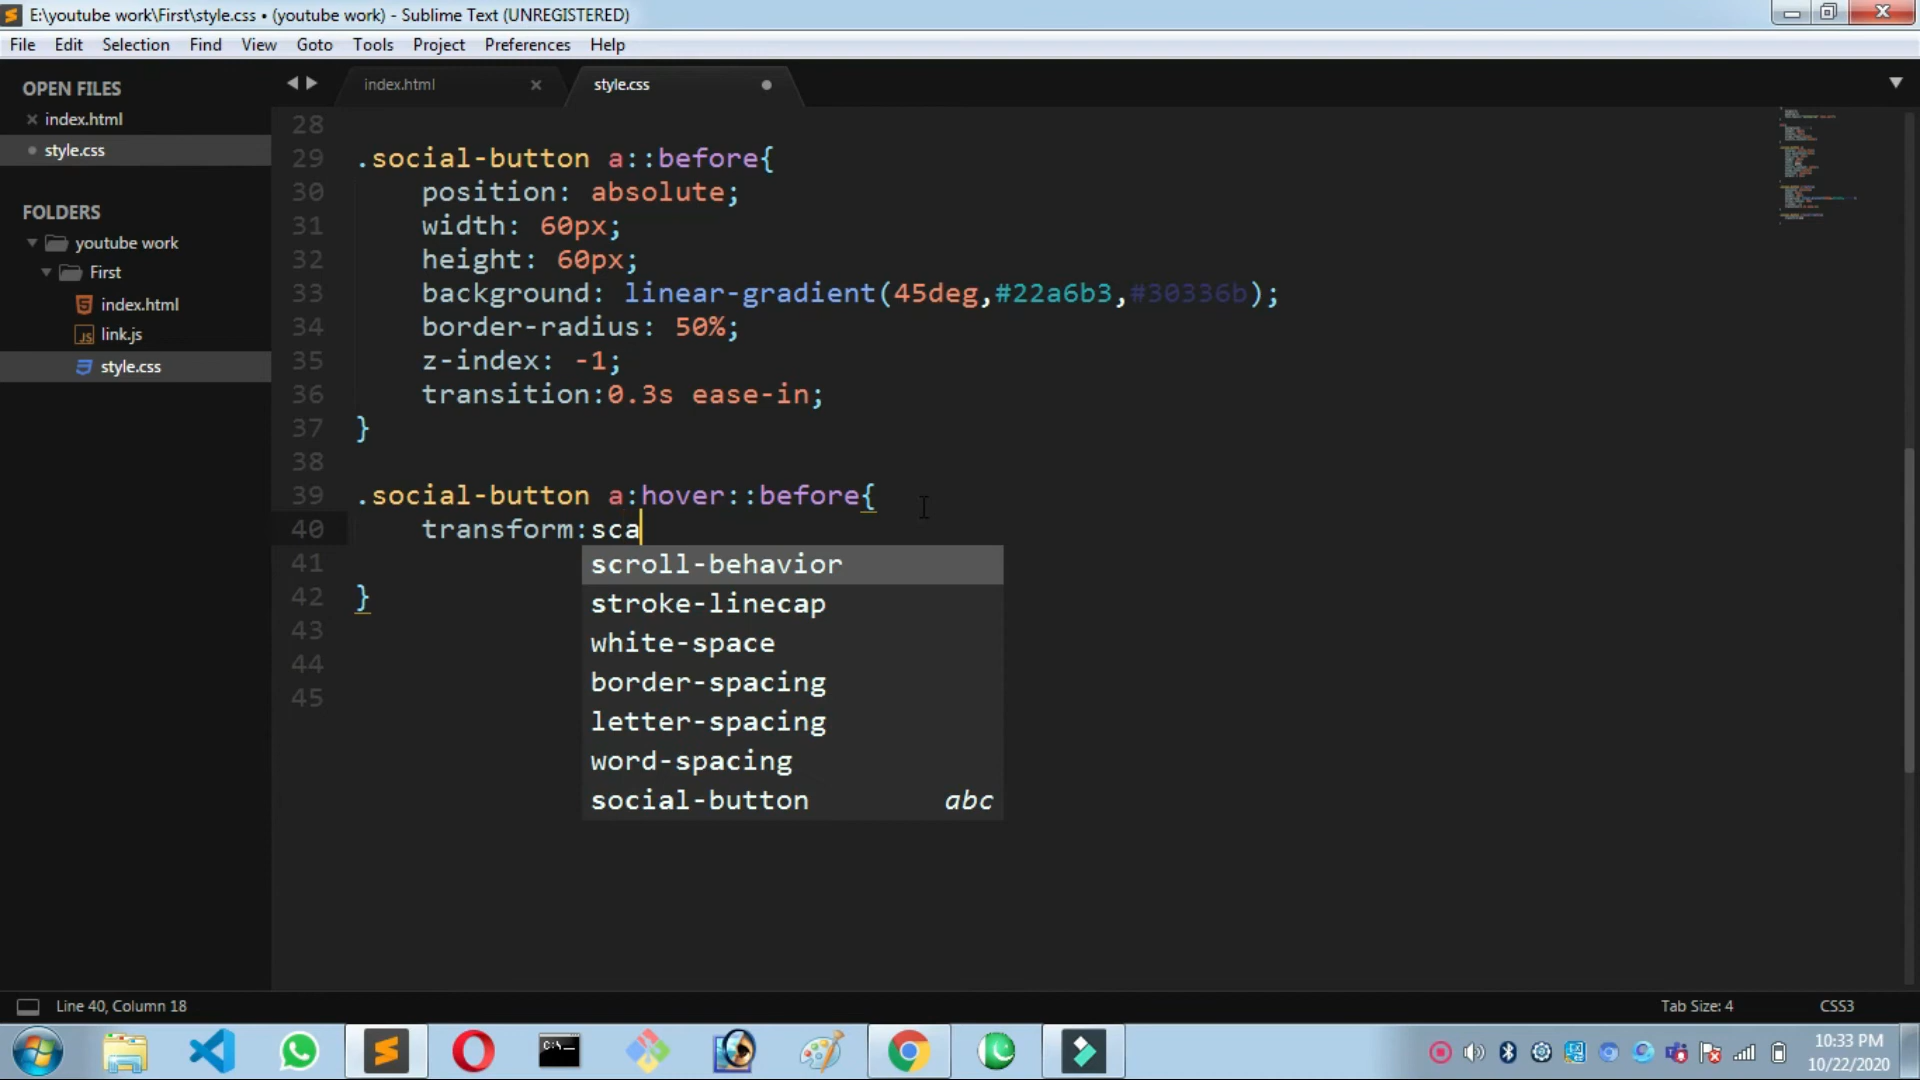 E:\youtube work\First\style.css • (youtube work) - Sublime Text (UNREGISTERED)
File Edit Selection Find View Goto Tools Project Preferences Help
OPEN FILES
index.html
style.css
FOLDERS
youtube work
First
index.html
link.js
style.css
index.html
style.css
28
29 .social-button a::before{
30 position: absolute;
31 width: 60px;
32 height: 60px;
33 background: linear-gradient(45deg,#22a6b3,#30336b);
34 border-radius: 50%;
35 z-index: -1;
36 transition:0.3s ease-in;
37 }
38
39 .social-button a:hover::before{
40 transform:sca
41
42 }
43
44
45
scroll-behavior
stroke-linecap
white-space
border-spacing
letter-spacing
word-spacing
social-button abc
Line 40, Column 18
Tab Size: 4
CSS3
10:33 PM
10/22/2020